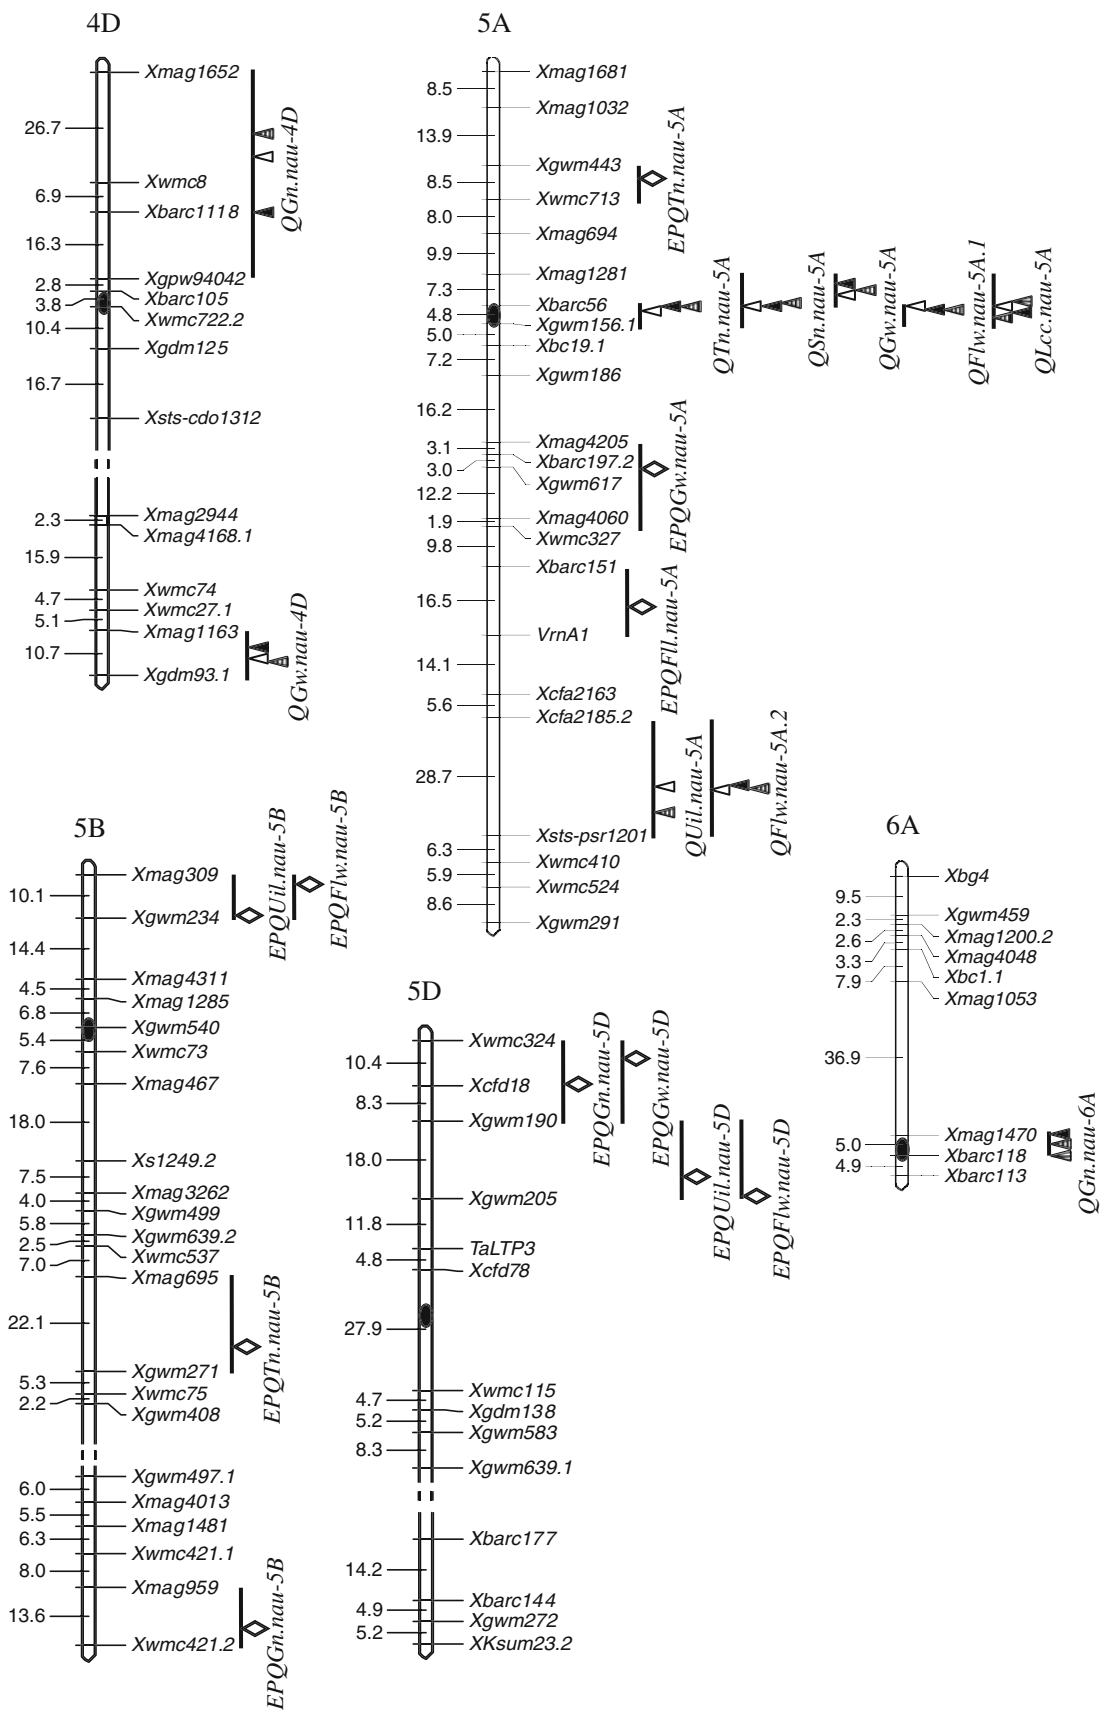 4D
Xmag1652
26.7
Xwmc8
6.9
Xbarc1118
16.3
Xgpw94042
2.8
Xbarc105
3.8
Xwmc722.2
10.4
Xgdm125
16.7
Xsts-cdo1312
Xmag2944
2.3
Xmag4168.1
15.9
Xwmc74
4.7
Xwmc27.1
5.1
Xmag1163
10.7
Xgdm93.1
QGn.nau-4D
QGw.nau-4D
5A
Xmag1681
8.5
Xmag1032
13.9
Xgwm443
8.5
Xwmc713
8.0
Xmag694
9.9
Xmag1281
7.3
Xbarc56
4.8
Xgwm156.1
5.0
Xbc19.1
7.2
Xgwm186
16.2
Xmag4205
3.1
Xbarc197.2
3.0
Xgwm617
12.2
Xmag4060
1.9
Xwmc327
9.8
Xbarc151
16.5
VrnA1
14.1
Xcfa2163
5.6
Xcfa2185.2
28.7
Xsts-psr1201
6.3
Xwmc410
5.9
Xwmc524
8.6
Xgwm291
EPQTn.nau-5A
QTn.nau-5A
QSn.nau-5A
QGw.nau-5A
QFlw.nau-5A.1
QLcc.nau-5A
EPQGw.nau-5A
EPQFll.nau-5A
QUil.nau-5A
QFlw.nau-5A.2
5B
Xmag309
10.1
Xgwm234
14.4
Xmag4311
4.5
Xmag1285
6.8
Xgwm540
5.4
Xwmc73
7.6
Xmag467
18.0
Xs1249.2
7.5
Xmag3262
4.0
Xgwm499
5.8
Xgwm639.2
2.5
Xwmc537
7.0
Xmag695
22.1
Xgwm271
5.3
Xwmc75
2.2
Xgwm408
Xgwm497.1
6.0
Xmag4013
5.5
Xmag1481
6.3
Xwmc421.1
8.0
Xmag959
13.6
Xwmc421.2
EPQUil.nau-5B
EPQFlw.nau-5B
EPQTn.nau-5B
EPQGn.nau-5B
5D
Xwmc324
10.4
Xcfd18
8.3
Xgwm190
18.0
Xgwm205
11.8
TaLTP3
4.8
Xcfd78
27.9
Xwmc115
4.7
Xgdm138
5.2
Xgwm583
8.3
Xgwm639.1
Xbarc177
14.2
Xbarc144
4.9
Xgwm272
5.2
XKsum23.2
EPQGn.nau-5D
EPQGw.nau-5D
EPQUil.nau-5D
EPQFlw.nau-5D
6A
Xbg4
9.5
Xgwm459
2.3
Xmag1200.2
2.6
Xmag4048
3.3
Xbc1.1
7.9
Xmag1053
36.9
Xmag1470
5.0
Xbarc118
4.9
Xbarc113
QGn.nau-6A